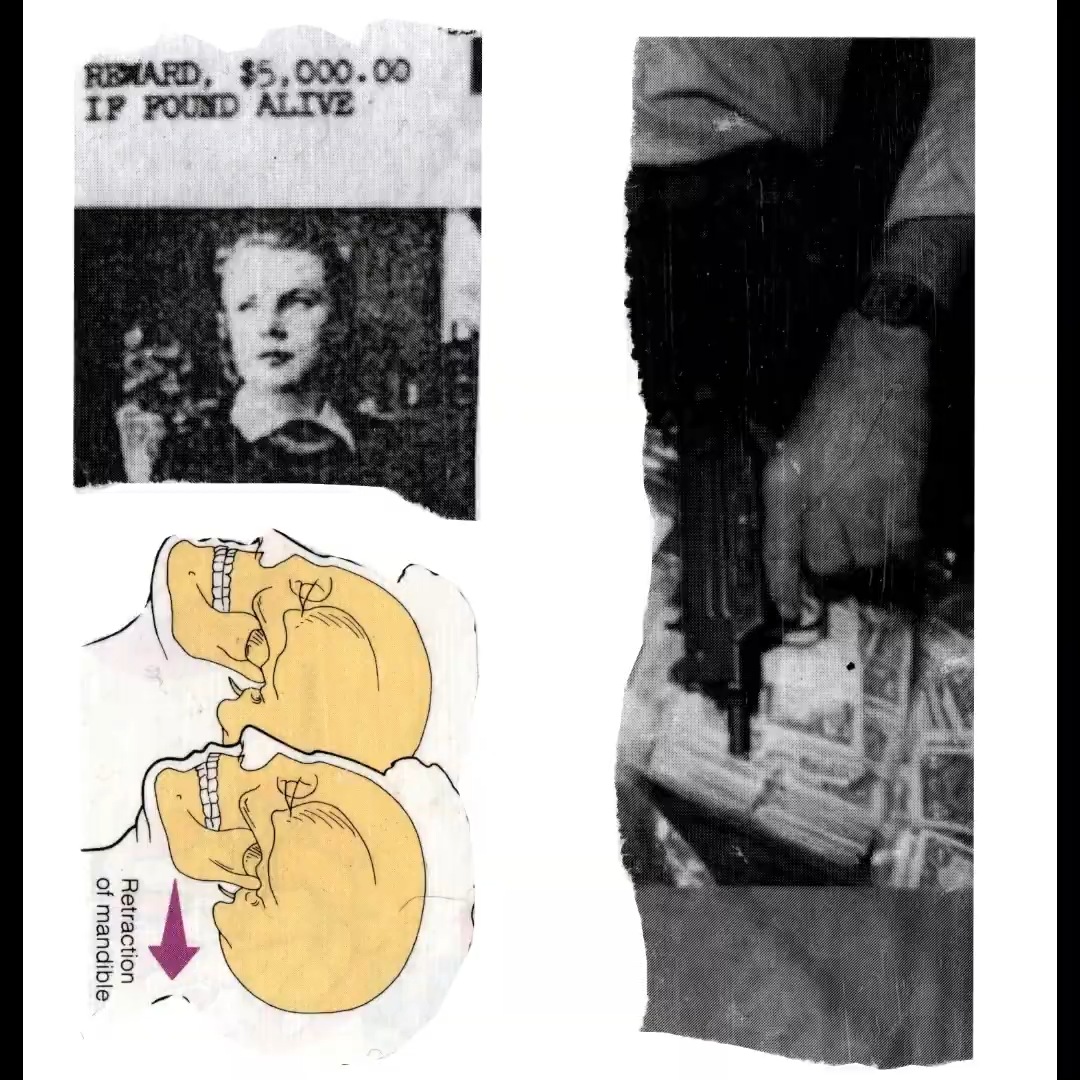 REWARD, $5,000.00
IF FOUND ALIVE
Retraction
of mandible